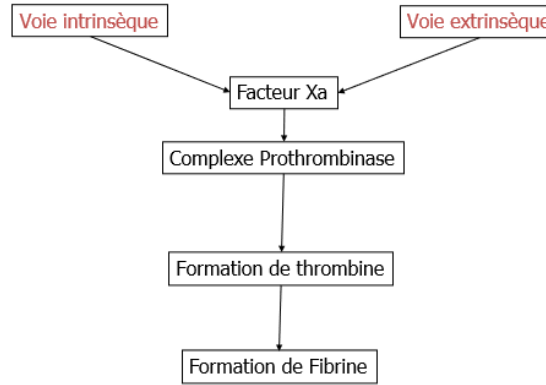 Voie intrinsèque
Voie extrinsèque
Facteur Xa
Complexe Prothrombinase
Formation de thrombine
Formation de Fibrine